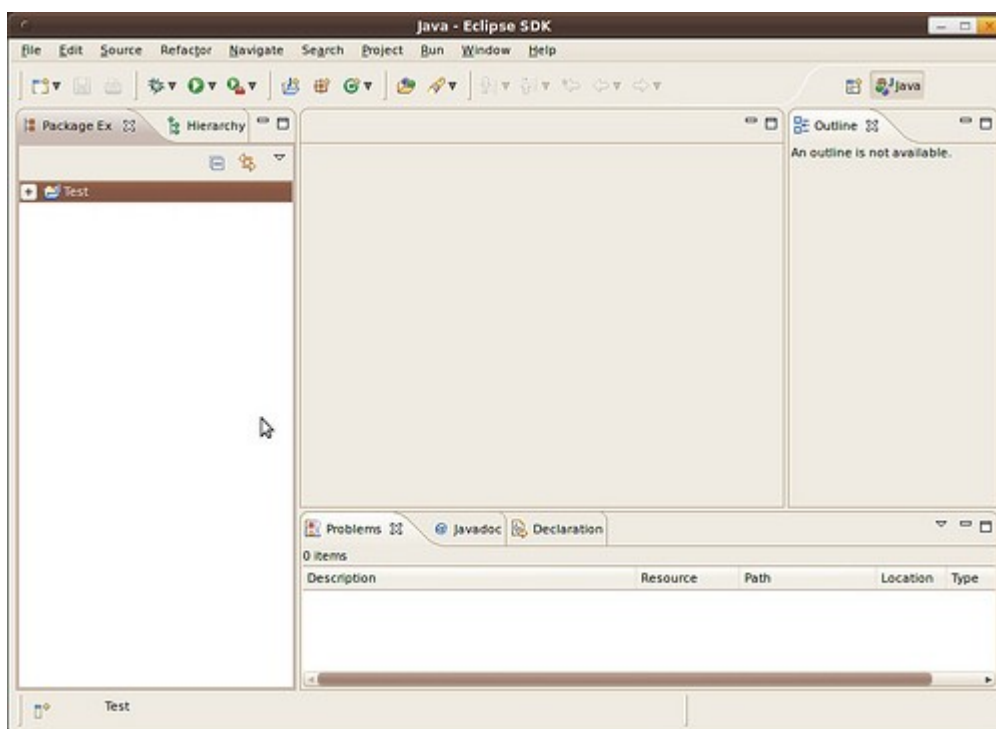 Java - Eclipse SDK
File Edit Source Refactor Navigate Search Project Run Window Help
Java
Package Ex Hierarchy
Outline
An outline is not available.
Test
Problems Javadoc Declaration
0 items
Description Resource Path Location Type
Test